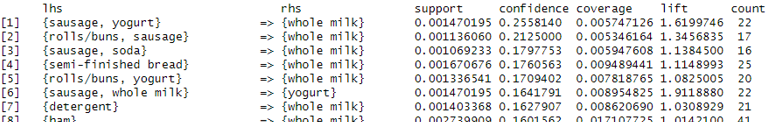 lhs rhs support confidence coverage lift count
[1] {sausage, yogurt} => {whole milk} 0.001470195 0.2558140 0.005747126 1.6199746 22
[2] {rolls/buns, sausage} => {whole milk} 0.001136060 0.2125000 0.005346164 1.3456835 17
[3] {sausage, soda} => {whole milk} 0.001069233 0.1797753 0.005947608 1.1384500 16
[4] {semi-finished bread} => {whole milk} 0.001670676 0.1760563 0.009489441 1.1148993 25
[5] {rolls/buns, yogurt} => {whole milk} 0.001336541 0.1709402 0.007818765 1.0825005 20
[6] {sausage, whole milk} => {yogurt} 0.001470195 0.1641791 0.008954825 1.9118880 22
[7] {detergent} => {whole milk} 0.001403368 0.1627907 0.008620690 1.0308929 21
[8] {ham} => {whole milk} 0.002739909 0.1601562 0.017107725 1.0142100 41